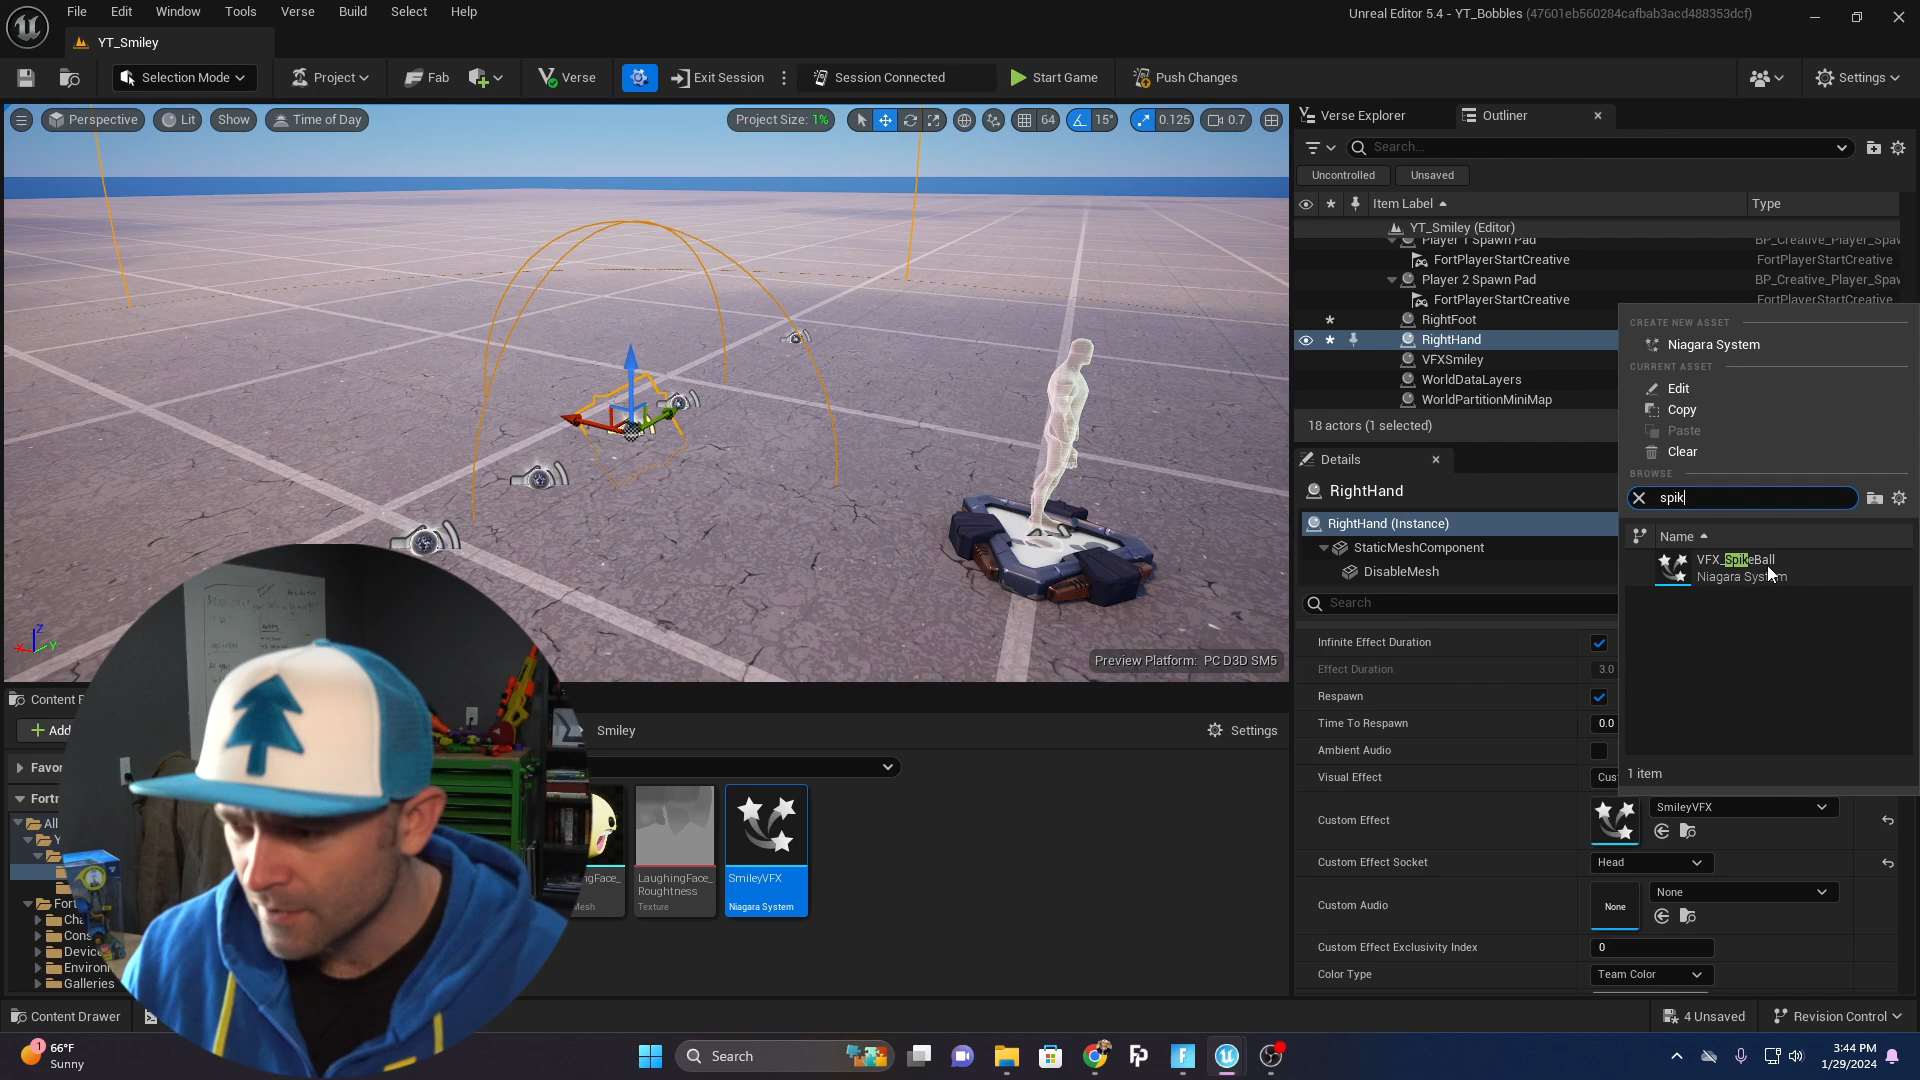 File Edit Window Tools Verse Build Select Help
Unreal Editor 5.4 - YT_Bobbles (47601eb560284cafbab3acd488353dcf)
YT_Smiley
Selection Mode Project Fab Verse Exit Session Session Connected Start Game Push Changes Settings
Perspective Lit Show Time of Day Project Size: 1% 64 15° 0.125 0.7
Verse Explorer Outliner
Search...
Uncontrolled Unsaved
Item Label Type
YT_Smiley (Editor)
Player 1 Spawn Pad BP_Creative_Player_Spaw
FortPlayerStartCreative FortPlayerStartCreative
Player 2 Spawn Pad BP_Creative_Player_Spaw
FortPlayerStartCreative FortPlayerStartCreative
RightFoot
RightHand
VFXSmiley
WorldDataLayers
WorldPartitionMiniMap
18 actors (1 selected)
CREATE NEW ASSET
Niagara System
CURRENT ASSET
Edit
Copy
Paste
Clear
BROWSE
spik
Name
VFX_SpikeBall
Niagara System
1 item
Details
RightHand
RightHand (Instance)
StaticMeshComponent
DisableMesh
Search
Infinite Effect Duration
Effect Duration 3.0
Respawn
Time To Respawn 0.0
Ambient Audio
Visual Effect Cus
Custom Effect SmileyVFX
Custom Effect Socket Head
Custom Audio None None
Custom Effect Exclusivity Index 0
Color Type Team Color
Z
X Y
Preview Platform: PC D3D SM5
Content
Add Smiley Settings
Favor
Fortr
All
Y
Fort
Cha
Cons
Device
Environ
Galleries
ngFace_
Mesh
LaughingFace_
Roughtness
Texture
SmileyVFX
Niagara System
Content Drawer 4 Unsaved Revision Control
1 66°F
Sunny
Search
3:44 PM
1/29/2024